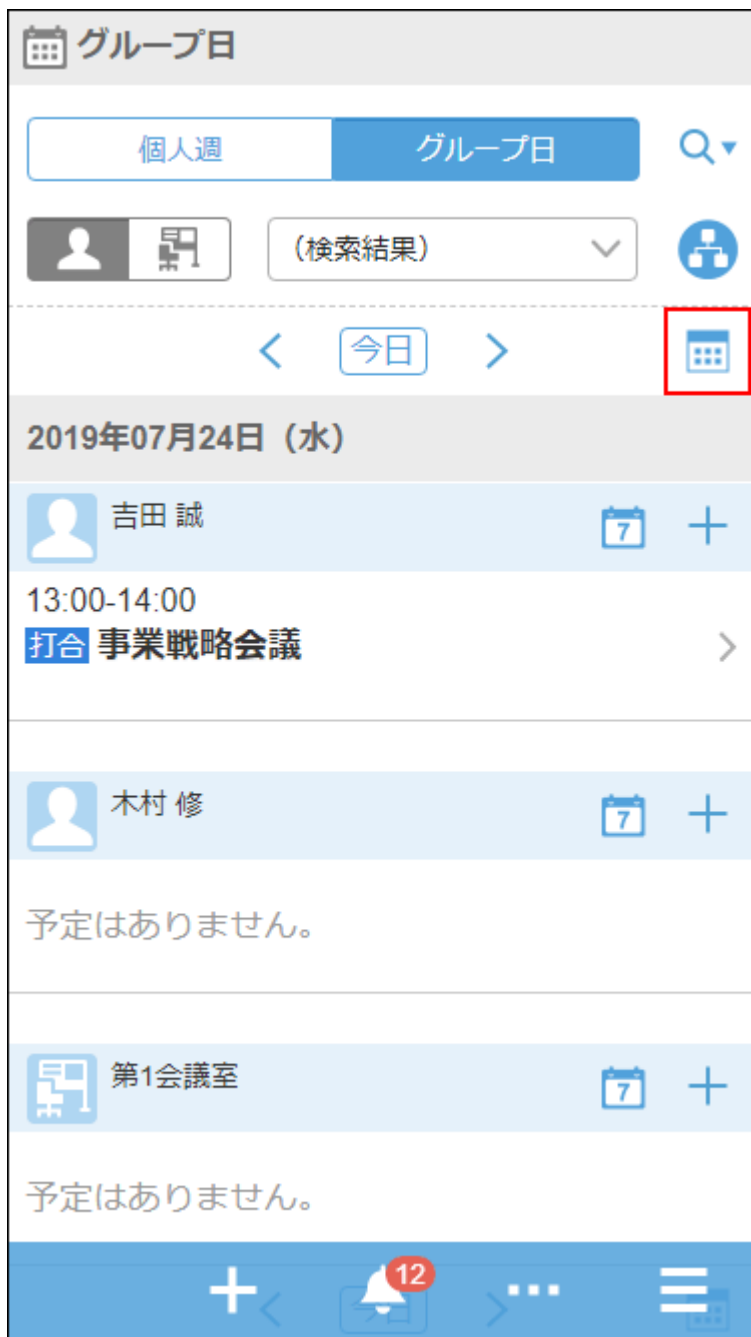 グループ日
個人週 グループ日
（検索結果）
今日
2019年07月24日（水）
吉田 誠
7
13:00-14:00
打合 事業戦略会議
木村 修
7
予定はありません。
第1会議室
7
予定はありません。
12
今日